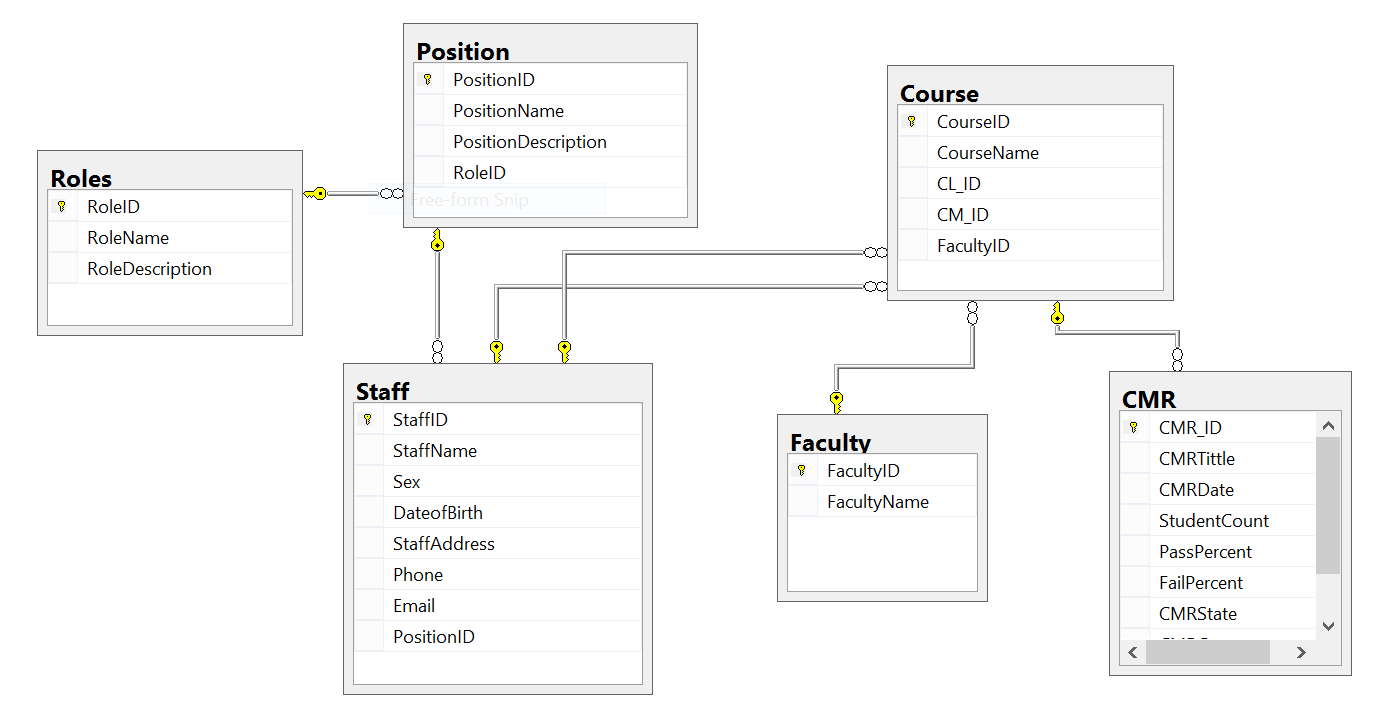 Position
PositionID
PositionName
PositionDescription
RoleID
Free-form Snip
Roles
RoleID
RoleName
RoleDescription
Course
CourseID
CourseName
CL_ID
CM_ID
FacultyID
Staff
StaffID
StaffName
Sex
DateofBirth
StaffAddress
Phone
Email
PositionID
Faculty
FacultyID
FacultyName
CMR
CMR_ID
CMRTittle
CMRDate
StudentCount
PassPercent
FailPercent
CMRState